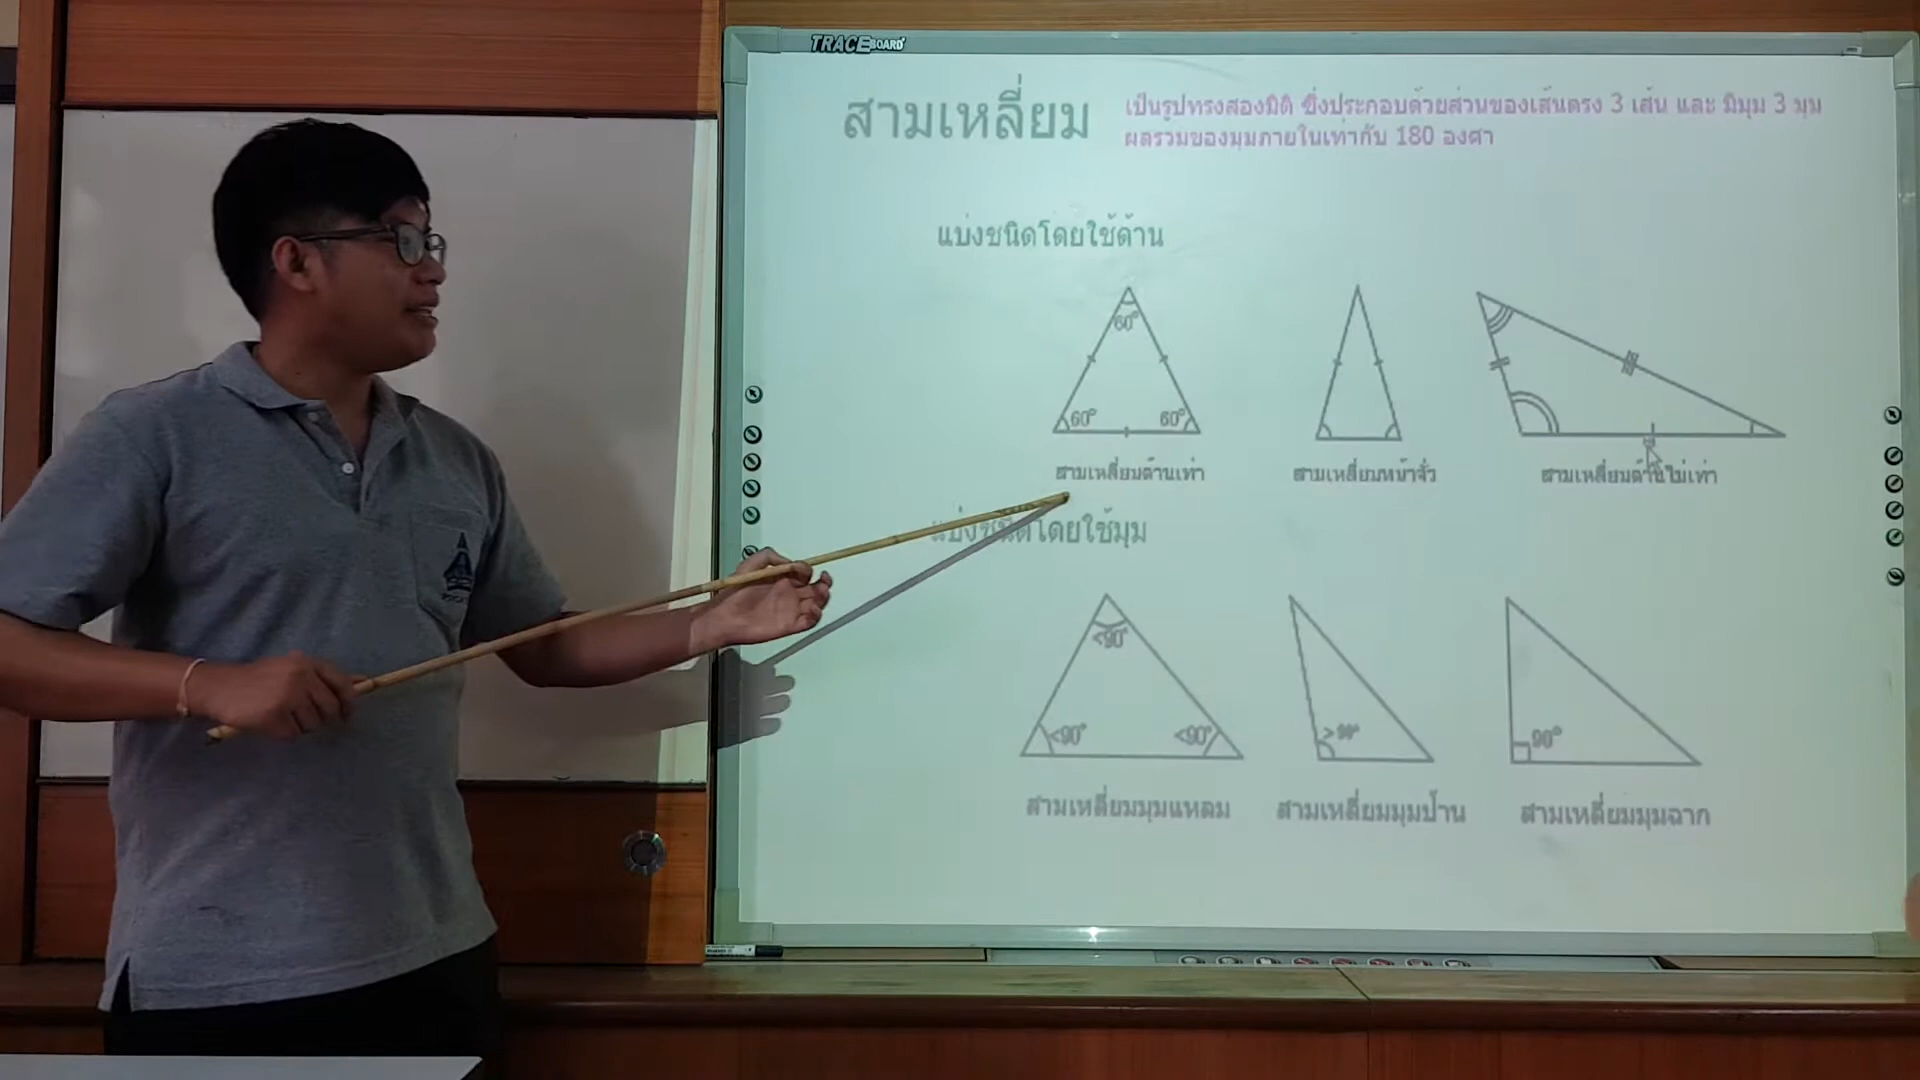 TRACEBOARD
สามเหลี่ยม
เป็นรูปทรงสองมิติ ซึ่งประกอบด้วยส่วนของเส้นตรง 3 เส้น และ มีมุม 3 มุม
ผลรวมของมุมภายในเท่ากับ 180 องศา
แบ่งชนิดโดยใช้ด้าน
60°
60° 60°
สามเหลี่ยมด้านเท่า สามเหลี่ยมหน้าจั่ว สามเหลี่ยมด้านไม่เท่า
แบ่งชนิดโดยใช้มุม
<90°
<90° <90° >90° 90°
สามเหลี่ยมมุมแหลม สามเหลี่ยมมุมป้าน สามเหลี่ยมมุมฉาก